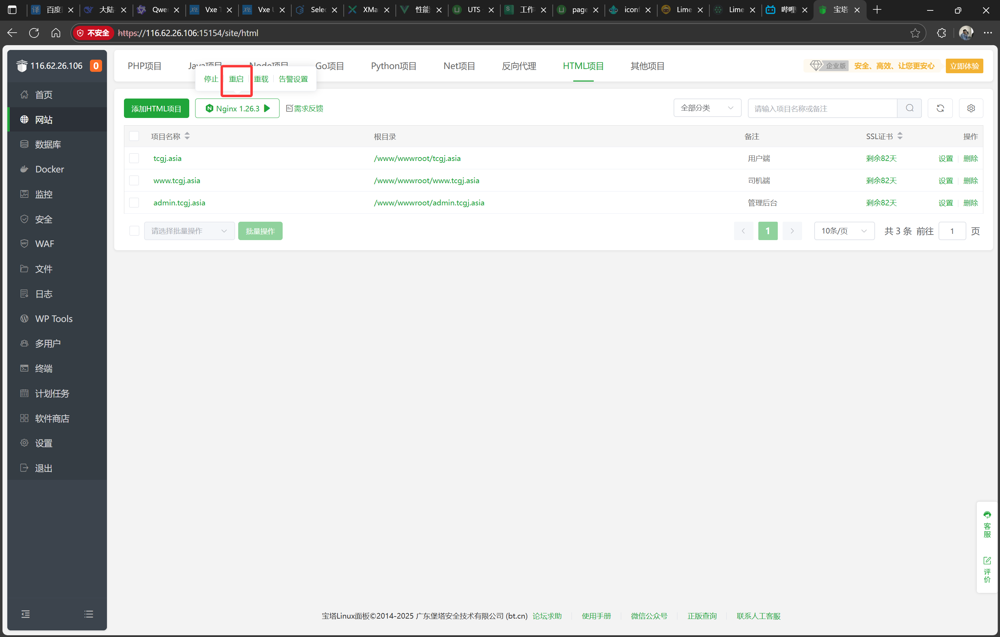 译 百度 大陆 Qwe Vxe Vxe Selec XMa 性能 UTS 工作 page iconf Lime Lime 哔哩 宝塔
不安全 https://116.62.26.106:15154/site/html
116.62.26.106 0
首页
网站
数据库
Docker
监控
安全
WAF
文件
日志
WP Tools
多用户
终端
计划任务
软件商店
设置
退出
PHP项目 Java项目 Node项目 Go项目 Python项目 Net项目 反向代理 HTML项目 其他项目 企业版 安全、高效、让您更安心 立即体验
停止 重启 重载 告警设置
添加HTML项目 Nginx 1.26.3 需求反馈 全部分类 请输入项目名称或备注
项目名称 根目录 备注 SSL证书 操作
tcgj.asia /www/wwwroot/tcgj.asia 用户端 剩余82天 设置 删除
www.tcgj.asia /www/wwwroot/www.tcgj.asia 司机端 剩余82天 设置 删除
admin.tcgj.asia /www/wwwroot/admin.tcgj.asia 管理后台 剩余82天 设置 删除
请选择批量操作 批量操作 1 10条/页 共 3 条 前往 1 页
客服
评价
宝塔Linux面板©2014-2025 广东堡塔安全技术有限公司 (bt.cn) 论坛求助 使用手册 微信公众号 正版查询 联系人工客服